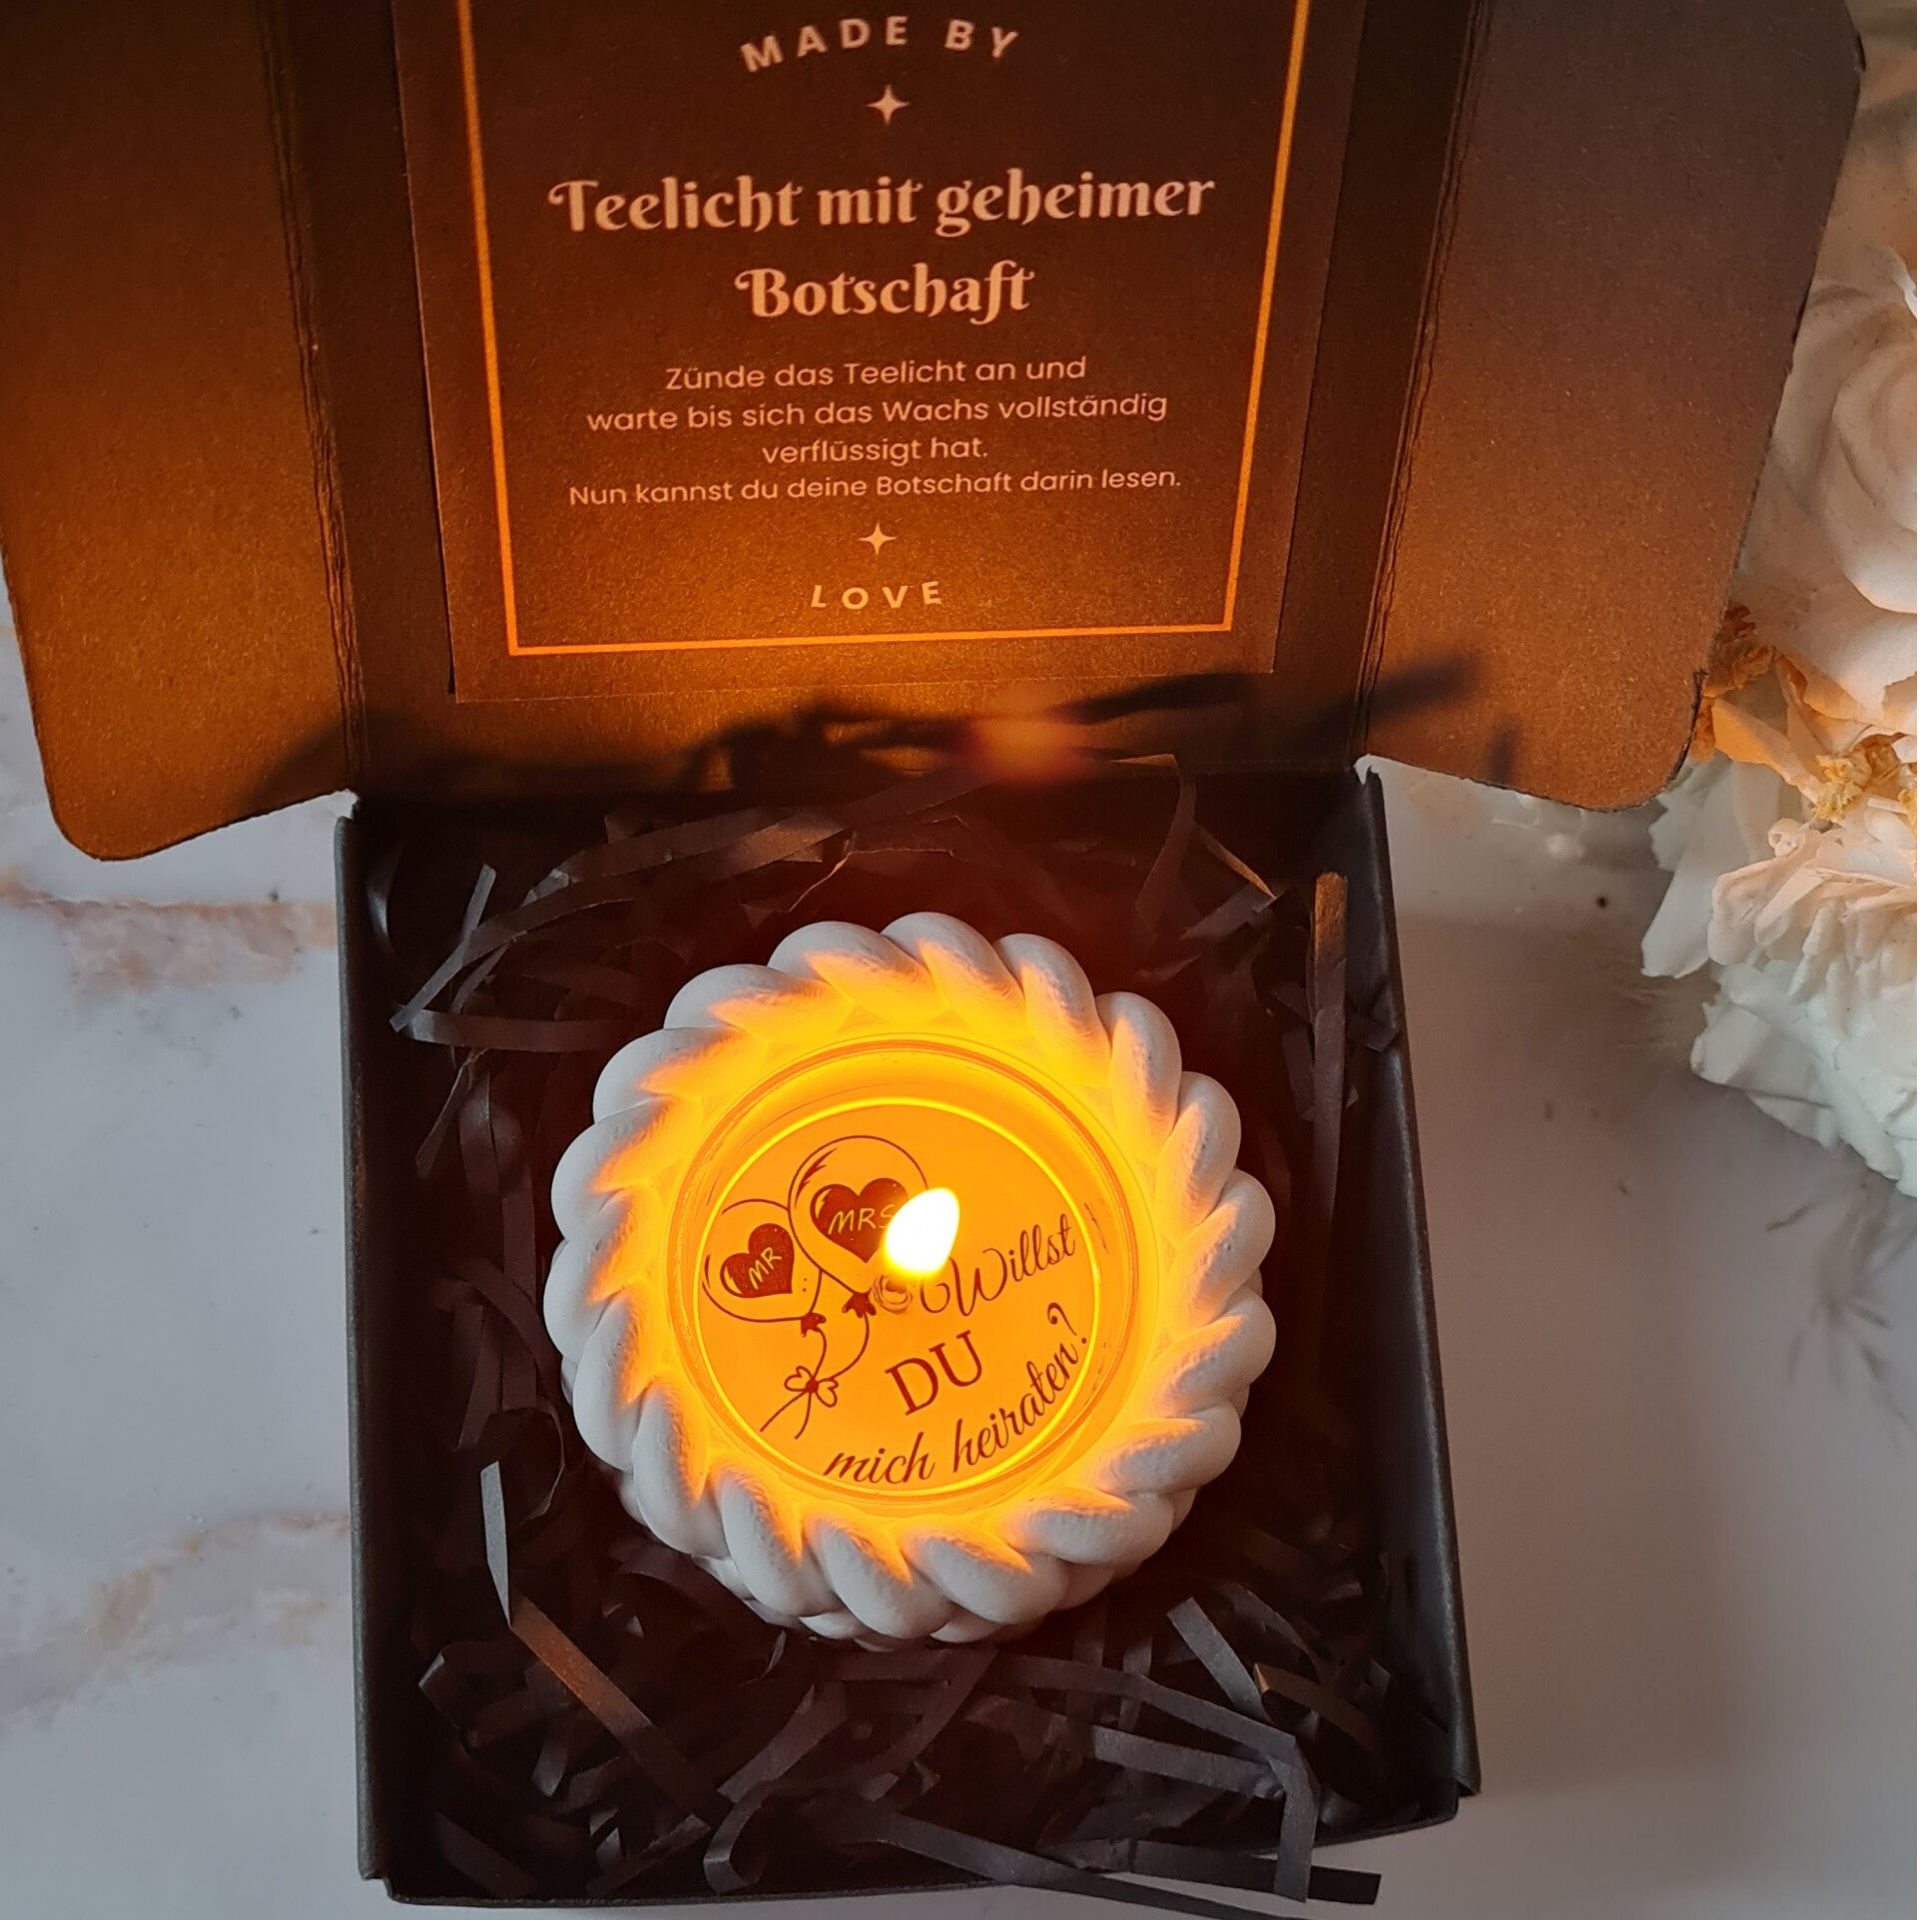 MADE BY
Teelicht mit geheimer
Botschaft
Zünde das Teelicht an und
warte bis sich das Wachs vollständig
verflüssigt hat.
Nun kannst du deine Botschaft darin lesen.
LOVE
MRS
MR
Willst
DU
mich heiraten?